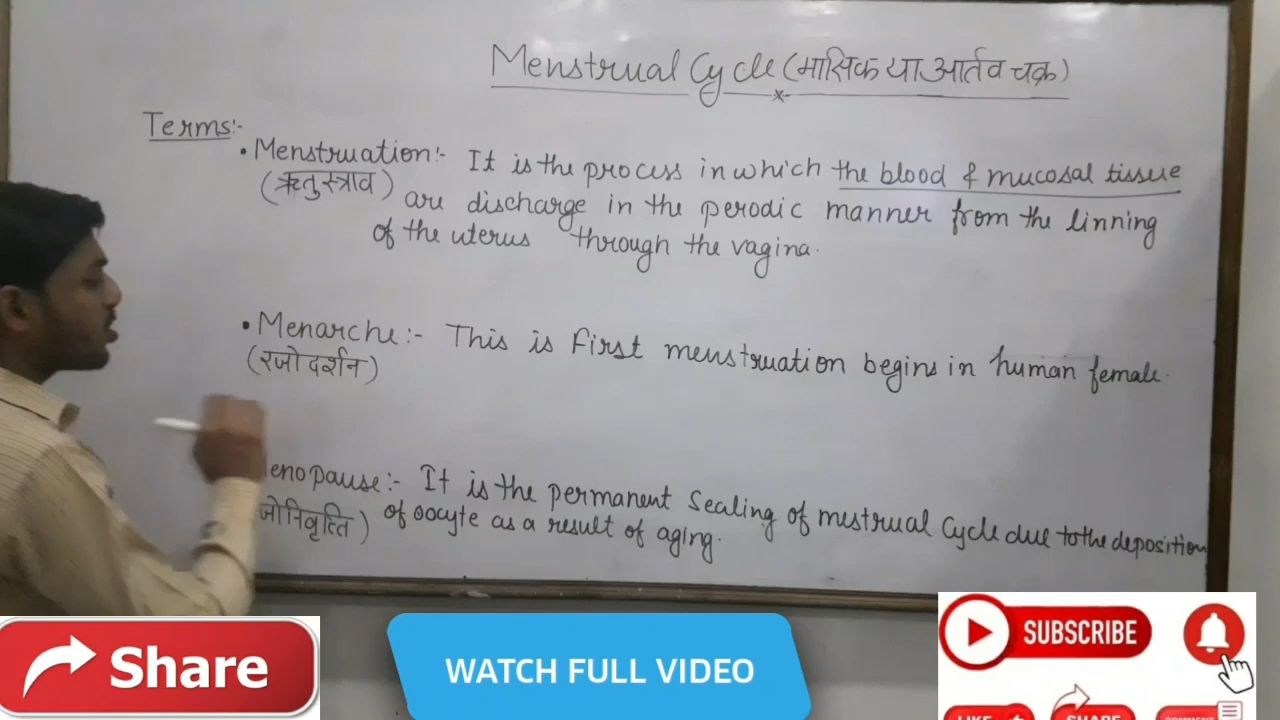 Menstrual Cycle (मासिक या आर्तव चक्र)
Terms:-
• Menstruation:- It is the process in which the blood & mucosal tissue
(ऋतुस्त्राव) are discharge in the perodic manner from the linning
of the uterus through the vagina.
• Menarche:- This is first menstruation begins in human female.
(रजोदर्शन)
enopause:- It is the permanent Sealing of mestrual Cycle due to the deposition
जोनिवृत्ति) of oocyte as a result of aging.
Share
WATCH FULL VIDEO
SUBSCRIBE
LIKE SHARE COMMENT